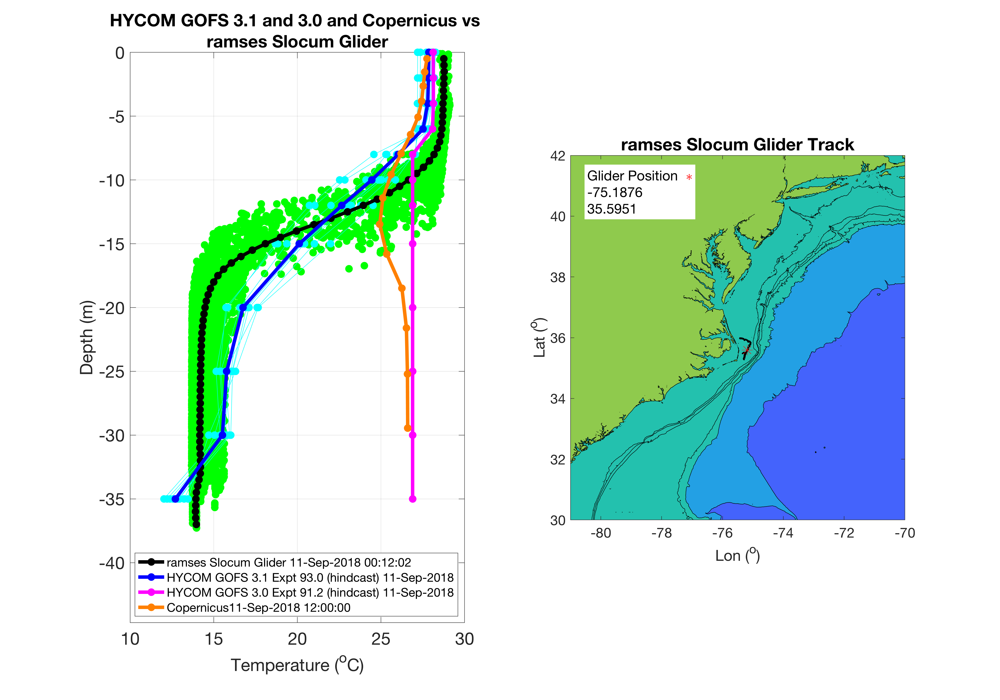 HYCOM GOFS 3.1 and 3.0 and Copernicus vs
ramses Slocum Glider
0
-5
-10
-15
-20
-25
-30
-35
-40
Depth (m)
ramses Slocum Glider 11-Sep-2018 00:12:02
HYCOM GOFS 3.1 Expt 93.0 (hindcast) 11-Sep-2018
HYCOM GOFS 3.0 Expt 91.2 (hindcast) 11-Sep-2018
Copernicus11-Sep-2018 12:00:00
10 15 20 25 30
Temperature (°C)
ramses Slocum Glider Track
Glider Position *
-75.1876
35.5951
42
40
38
36
34
32
30
Lat (°)
-80 -78 -76 -74 -72 -70
Lon (°)